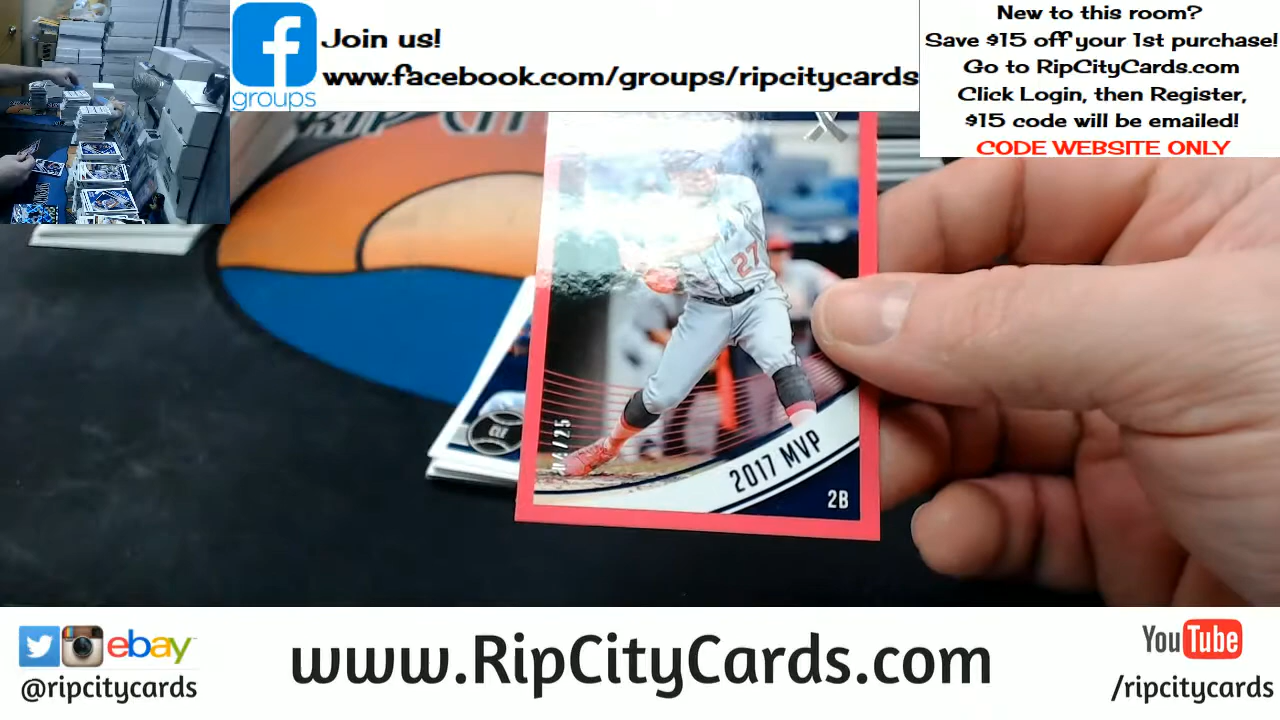 Join us!
www.facebook.com/groups/ripcitycards
groups
New to this room?
Save $15 off your 1st purchase!
Go to RipCityCards.com
Click Login, then Register,
$15 code will be emailed!
CODE WEBSITE ONLY
RIP CIT
27
2017 MVP
2B
ebay
@ripcitycards
www.RipCityCards.com
YouTube
/ripcitycards